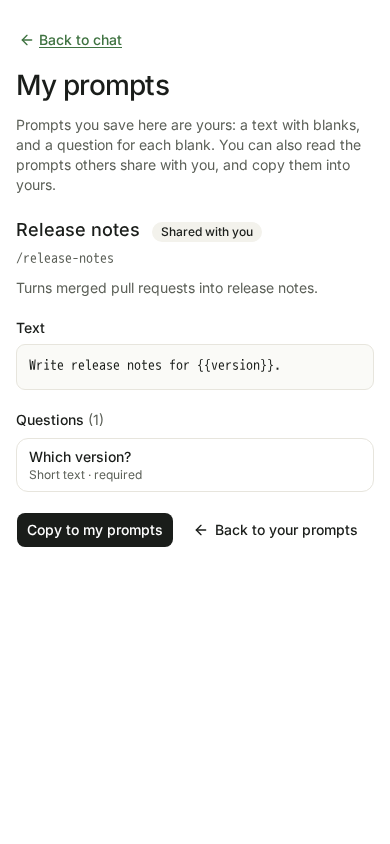 Back to chat
My prompts
Prompts you save here are yours: a text with blanks,
and a question for each blank. You can also read the
prompts others share with you, and copy them into
yours.
Release notes Shared with you
/release-notes
Turns merged pull requests into release notes.
Text
Write release notes for {{version}}.
Questions (1)
Which version?
Short text · required
Copy to my prompts Back to your prompts